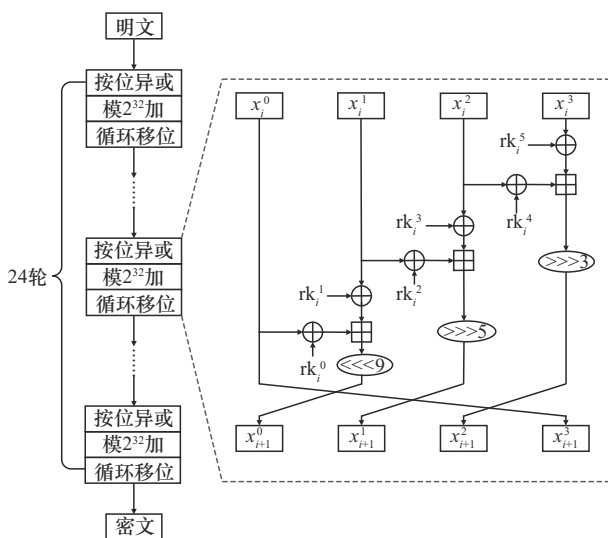 明文
按位异或
模2³²加
循环移位
按位异或
模2³²加
循环移位
24轮
按位异或
模2³²加
循环移位
密文
x_i^0 x_i^1 x_i^2 x_i^3
rk_i^5
rk_i^4
rk_i^3
>>>3
rk_i^2
rk_i^1
>>>5
rk_i^0
<<<9
x_{i+1}^0 x_{i+1}^1 x_{i+1}^2 x_{i+1}^3